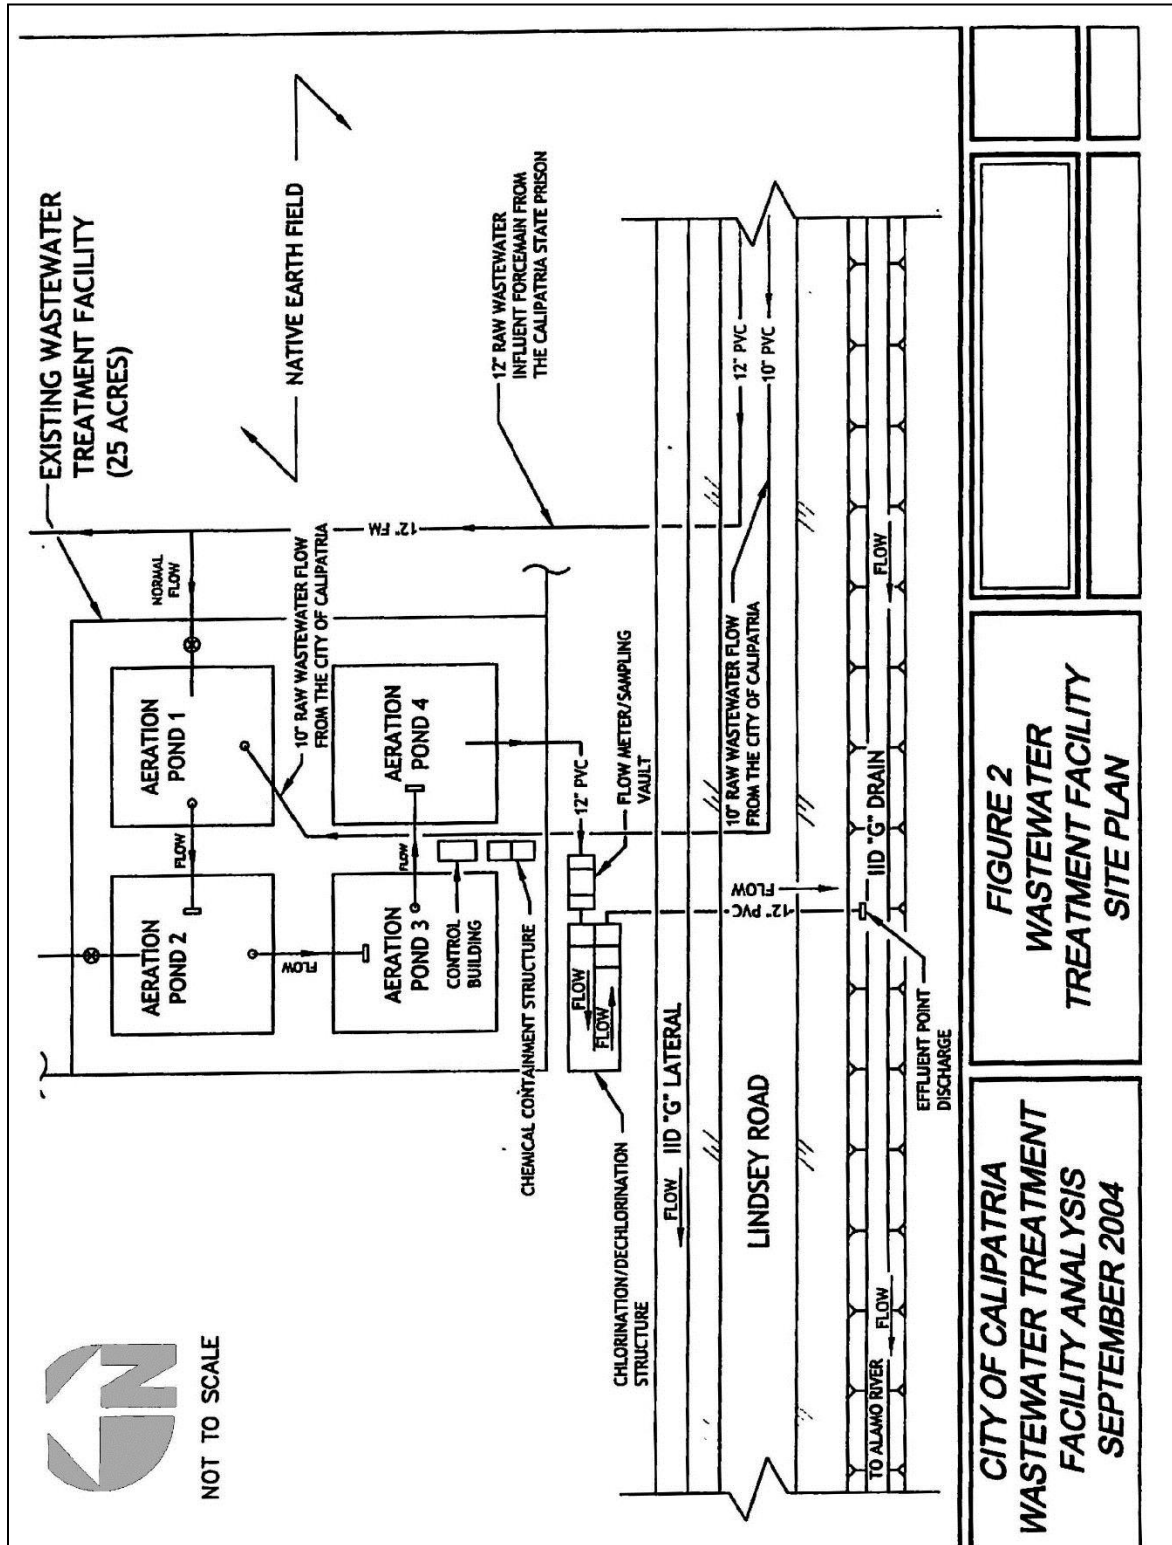 EXISTING WASTEWATER
TREATMENT FACILITY
(25 ACRES)
NATIVE EARTH FIELD
12" RAW WASTEWATER
INFLUENT FORCEMAIN FROM
THE CALIPATRIA STATE PRISON
12" FM
NORMAL
FLOW
10" RAW WASTEWATER FLOW
FROM THE CITY OF CALIPATRIA
AERATION
POND 1
FLOW
AERATION
POND 2
FLOW
AERATION
POND 3
FLOW
AERATION
POND 4
CONTROL
BUILDING
CHEMICAL CONTAINMENT STRUCTURE
12" PVC
FLOW METER/SAMPLING
VAULT
FLOW
FLOW
CHLORINATION/DECHLORINATION
STRUCTURE
12" PVC
10" PVC
10" RAW WASTEWATER FLOW
FROM THE CITY OF CALIPATRIA
FLOW
12" PVC
FLOW
IID "G" LATERAL
LINDSEY ROAD
FLOW
IID "G" DRAIN
EFFLUENT POINT
DISCHARGE
FLOW
TO ALAMO RIVER
N
NOT TO SCALE
CITY OF CALIPATRIA
WASTEWATER TREATMENT
FACILITY ANALYSIS
SEPTEMBER 2004
FIGURE 2
WASTEWATER
TREATMENT FACILITY
SITE PLAN